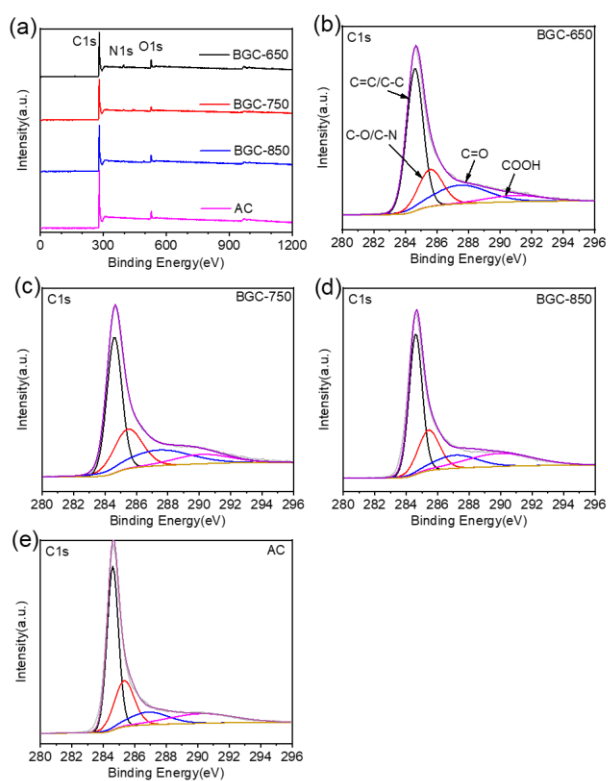 (a)
C1s
N1s
O1s
BGC-650
BGC-750
BGC-850
AC
Intensity(a.u.)
0 300 600 900 1200
Binding Energy(eV)
(b)
C1s
BGC-650
C=C/C-C
C-O/C-N
C=O
COOH
Intensity(a.u.)
280 282 284 286 288 290 292 294 296
Binding Energy(eV)
(c)
C1s
BGC-750
Intensity(a.u.)
280 282 284 286 288 290 292 294 296
Binding Energy(eV)
(d)
C1s
BGC-850
Intensity(a.u.)
280 282 284 286 288 290 292 294 296
Binding Energy(eV)
(e)
C1s
AC
Intensity(a.u.)
280 282 284 286 288 290 292 294 296
Binding Energy(eV)